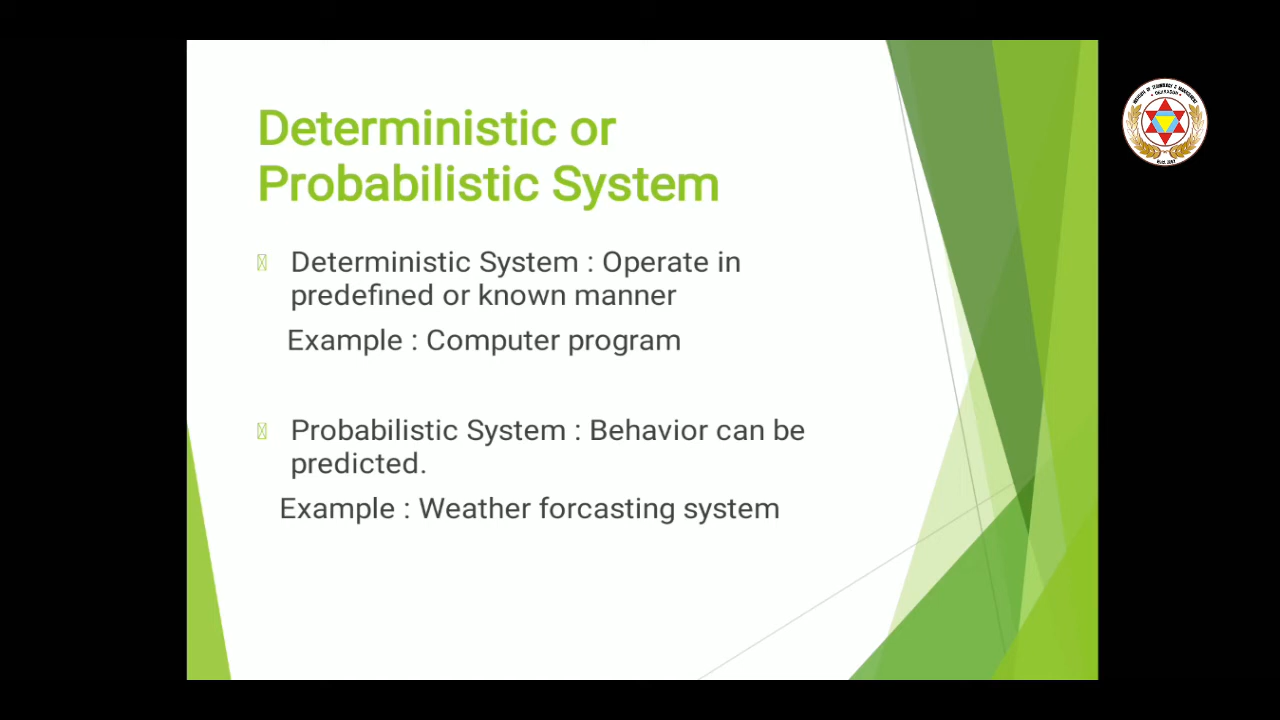 Deterministic or
Probabilistic System
Deterministic System : Operate in
predefined or known manner
Example : Computer program
Probabilistic System : Behavior can be
predicted.
Example : Weather forcasting system